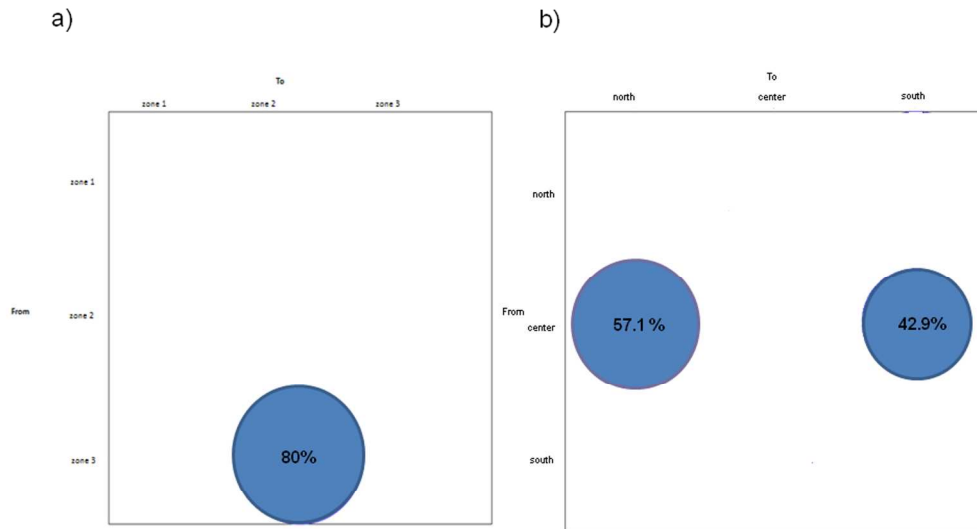 a)
To
zone 1 zone 2 zone 3
zone 1
From zone 2
zone 3
80%
b)
To
north center south
north
From
center
57.1 % 42.9%
south